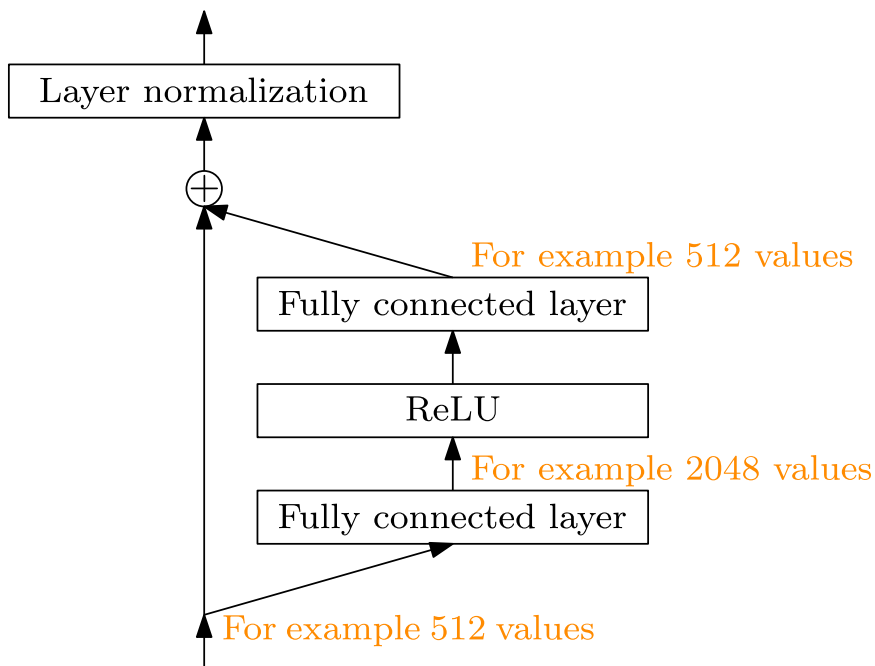 Layer normalization
For example 512 values
Fully connected layer
ReLU
For example 2048 values
Fully connected layer
For example 512 values